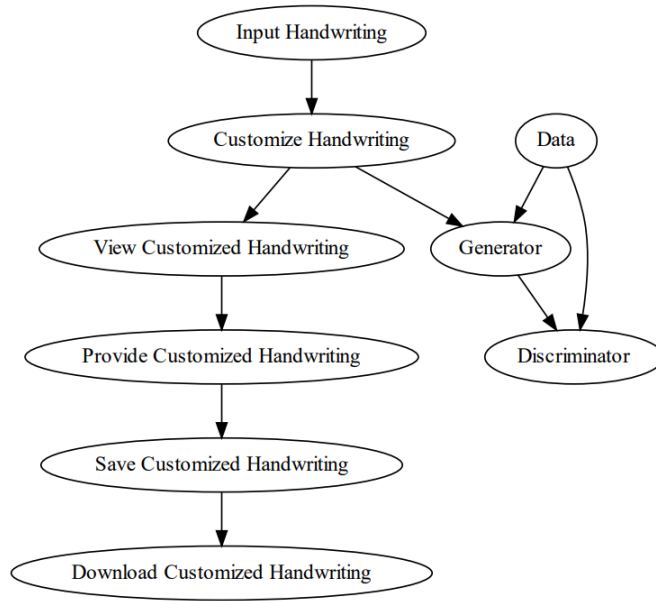 Input Handwriting
Customize Handwriting
Data
View Customized Handwriting
Generator
Provide Customized Handwriting
Discriminator
Save Customized Handwriting
Download Customized Handwriting